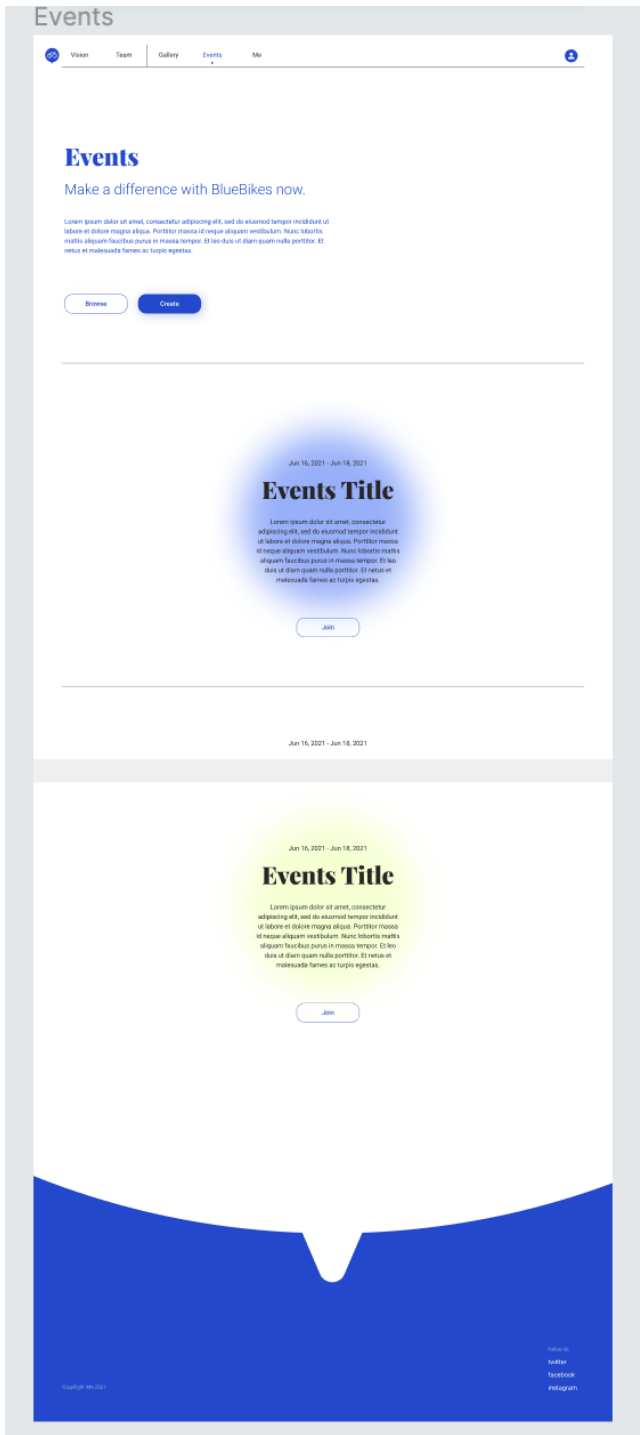 Events
Vision Team Gallery Events Me
Events
Make a difference with BlueBikes now.
Lorem ipsum dolor sit amet, consectetur adipiscing elit, sed do eiusmod tempor incididunt ut
labore et dolore magna aliqua. Porttitor massa id neque aliquam vestibulum. Nunc lobortis
mattis aliquam faucibus purus in massa tempor. Et leo duis ut diam quam nulla porttitor. Et
netus et malesuada fames ac turpis egestas.
Browse Create
Jun 16, 2021 - Jun 18, 2021
Events Title
Lorem ipsum dolor sit amet, consectetur
adipiscing elit, sed do eiusmod tempor incididunt
ut labore et dolore magna aliqua. Porttitor massa
id neque aliquam vestibulum. Nunc lobortis mattis
aliquam faucibus purus in massa tempor. Et leo
duis ut diam quam nulla porttitor. Et netus et
malesuada fames ac turpis egestas.
Join
Jun 16, 2021 - Jun 18, 2021
Jun 16, 2021 - Jun 18, 2021
Events Title
Lorem ipsum dolor sit amet, consectetur
adipiscing elit, sed do eiusmod tempor incididunt
ut labore et dolore magna aliqua. Porttitor massa
id neque aliquam vestibulum. Nunc lobortis mattis
aliquam faucibus purus in massa tempor. Et leo
duis ut diam quam nulla porttitor. Et netus et
malesuada fames ac turpis egestas.
Join
Follow Us
twitter
facebook
instagram
Copyright 2021